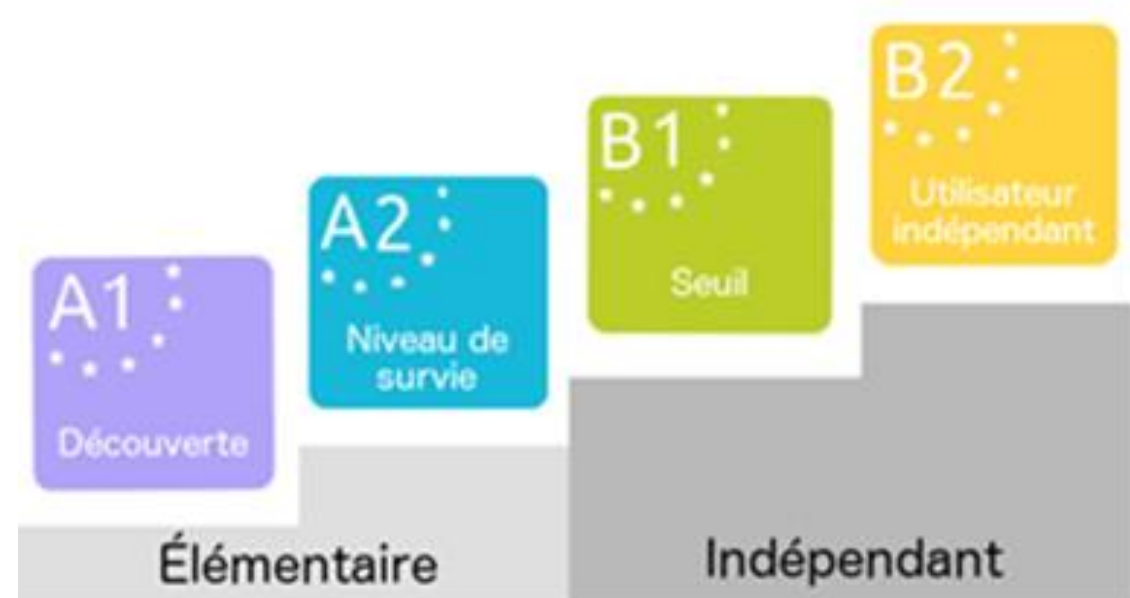 A1
Découverte
A2
Niveau de
survie
B1
Seuil
B2
Utilisateur
indépendant
Élémentaire
Indépendant